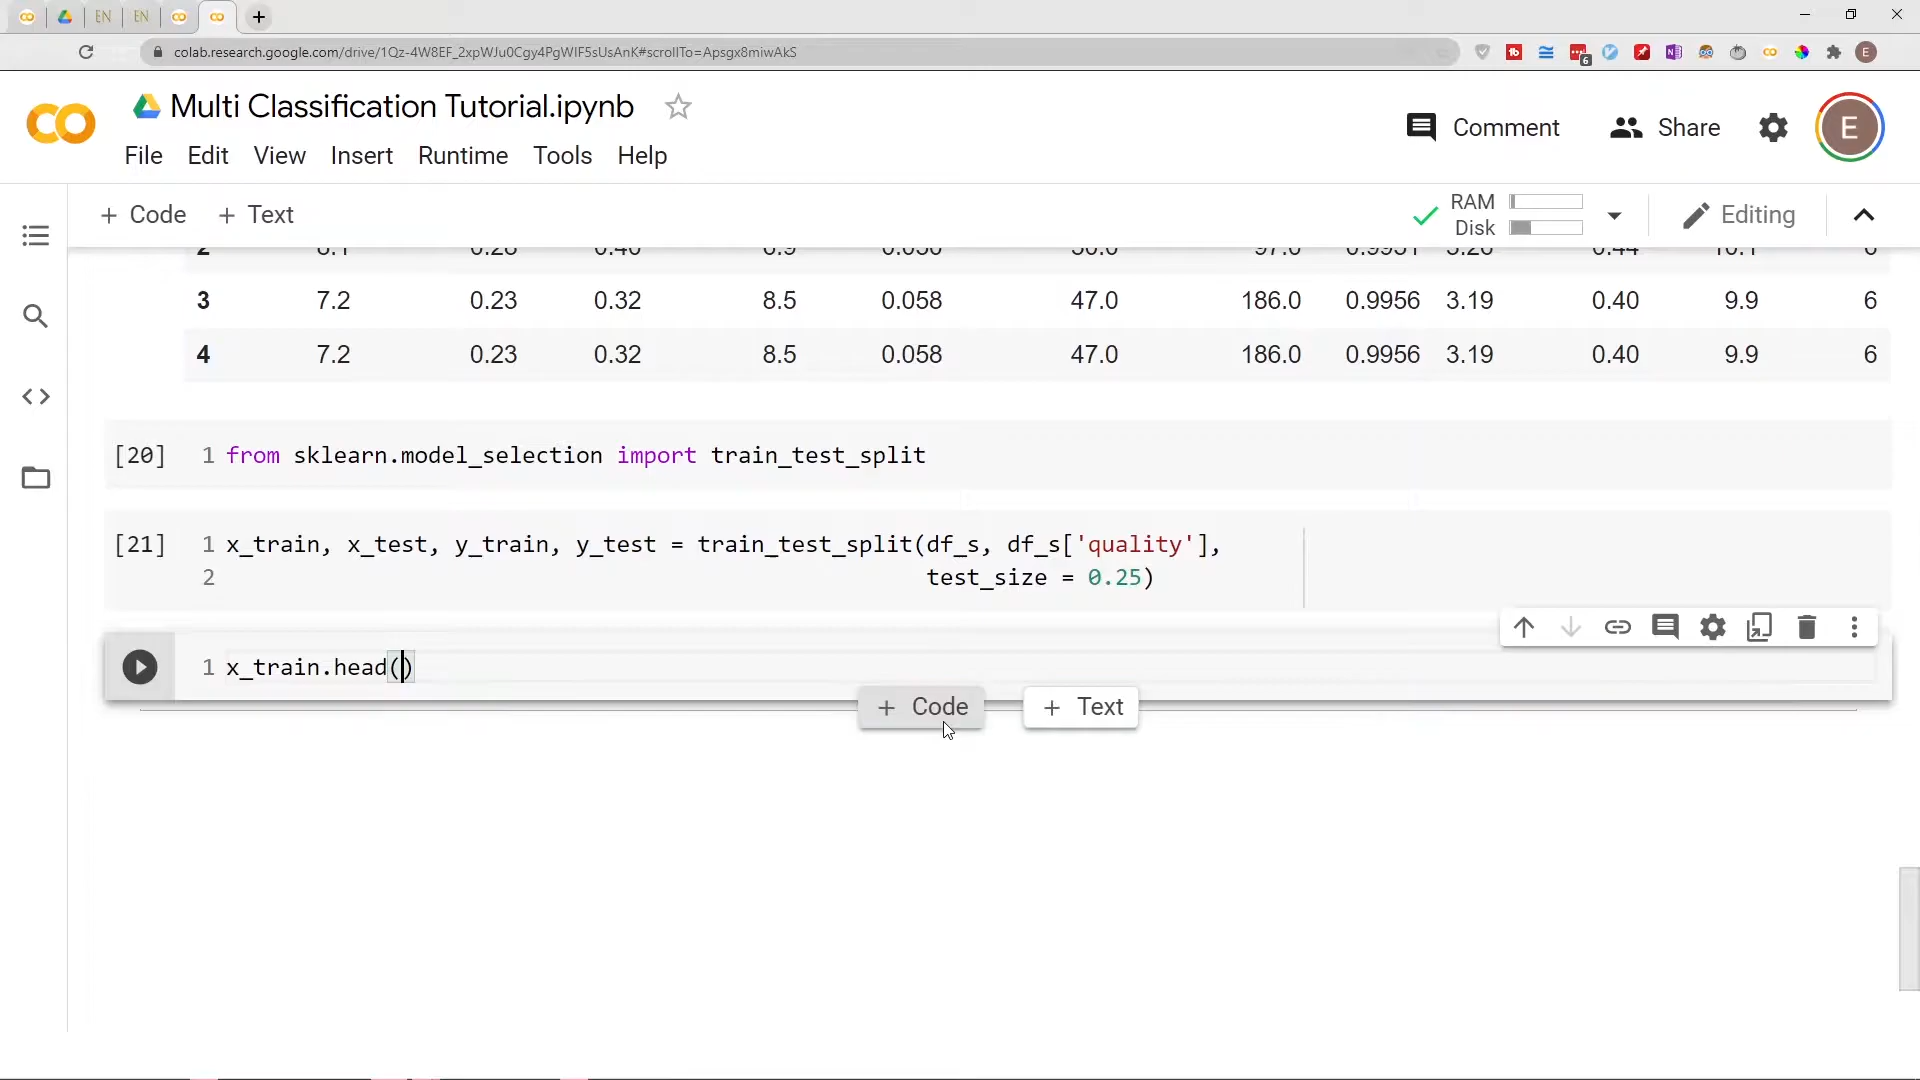 EN EN
colab.research.google.com/drive/1Qz-4W8EF_2xpWJu0Cgy4PgWIF5sUsAnK#scrollTo=Apsgx8miwAkS
6
E
Multi Classification Tutorial.ipynb
Comment Share E
File Edit View Insert Runtime Tools Help
+ Code + Text RAM Disk Editing
3 7.2 0.23 0.32 8.5 0.058 47.0 186.0 0.9956 3.19 0.40 9.9 6
4 7.2 0.23 0.32 8.5 0.058 47.0 186.0 0.9956 3.19 0.40 9.9 6
[20] 1 from sklearn.model_selection import train_test_split
[21] 1 x_train, x_test, y_train, y_test = train_test_split(df_s, df_s['quality'],
2 test_size = 0.25)
1 x_train.head()
+ Code + Text